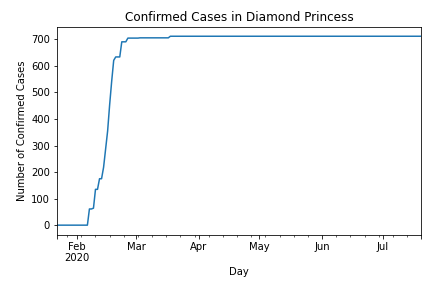 Confirmed Cases in Diamond Princess
Number of Confirmed Cases
700
600
500
400
300
200
100
0
Feb Mar Apr May Jun Jul
2020
Day